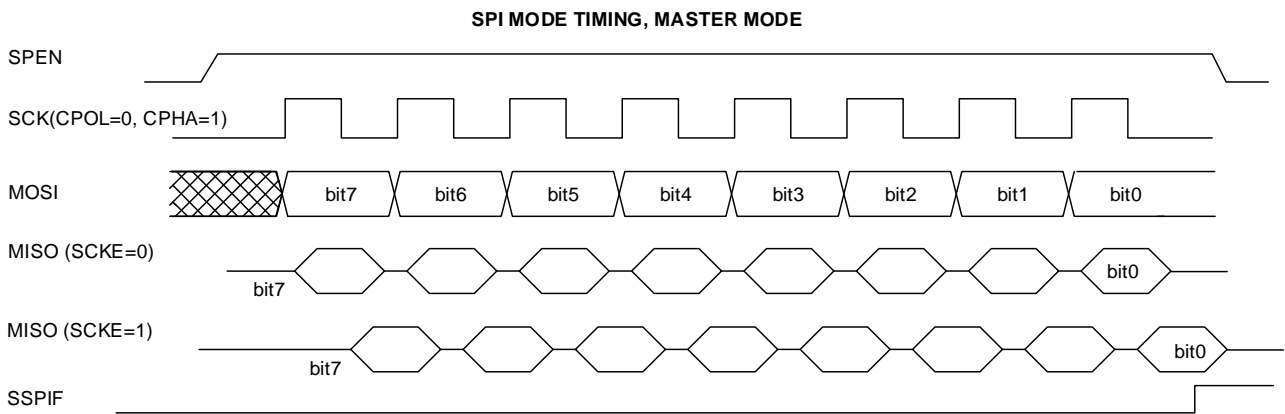 SPI MODE TIMING, MASTER MODE
SPEN
SCK(CPOL=0, CPHA=1)
MOSI bit7 bit6 bit5 bit4 bit3 bit2 bit1 bit0
MISO (SCKE=0)
bit7 bit0
MISO (SCKE=1)
bit7 bit0
SSPIF